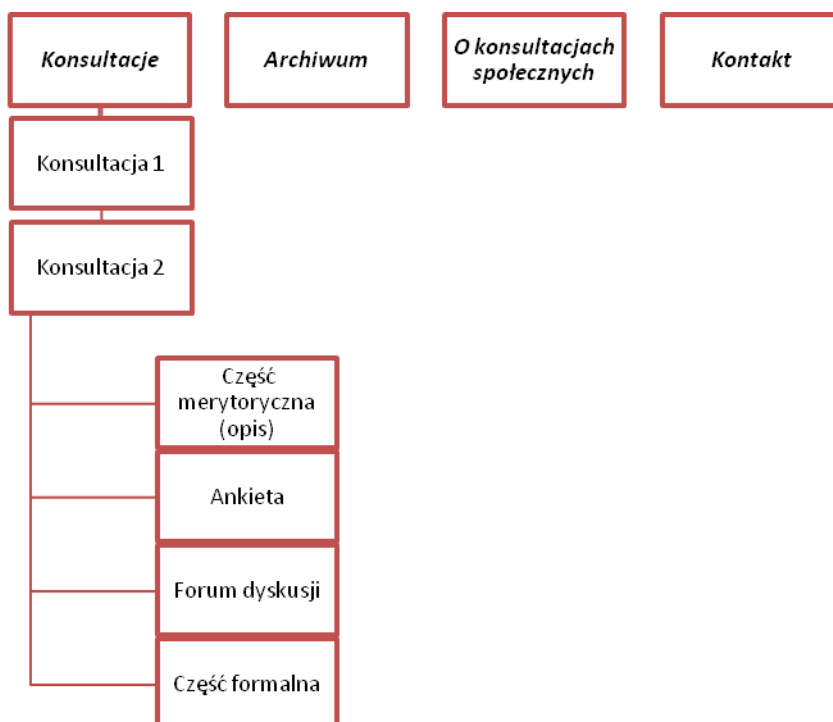 Konsultacje
Archiwum
O konsultacjach
społecznych
Kontakt
Konsultacja 1
Konsultacja 2
Część
merytoryczna
(opis)
Ankieta
Forum dyskusji
Część formalna